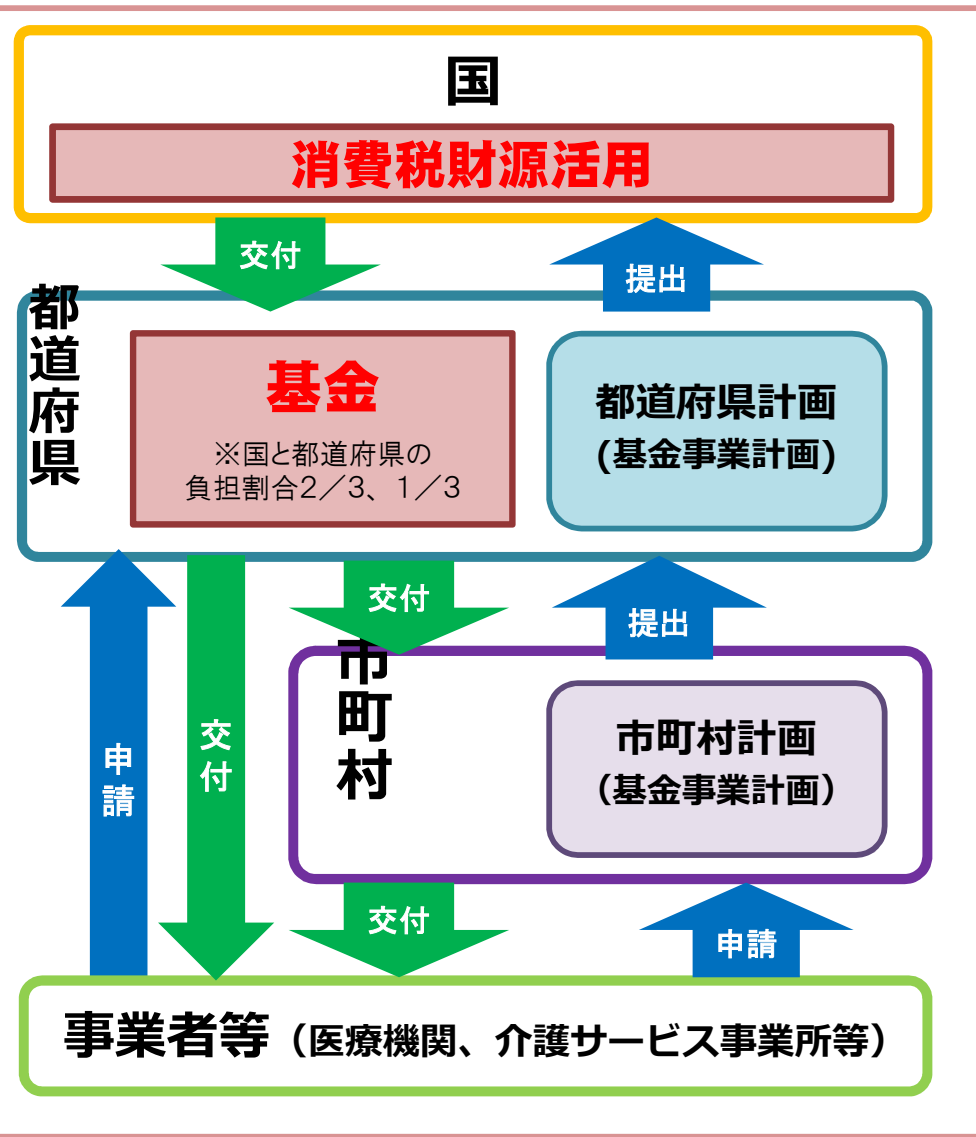 国
消費税財源活用
交付
提出
都道府県
基金
※国と都道府県の
負担割合2／3、1／3
都道府県計画
(基金事業計画)
交付
提出
市町村
市町村計画
（基金事業計画）
申請
交付
交付
申請
事業者等（医療機関、介護サービス事業所等）